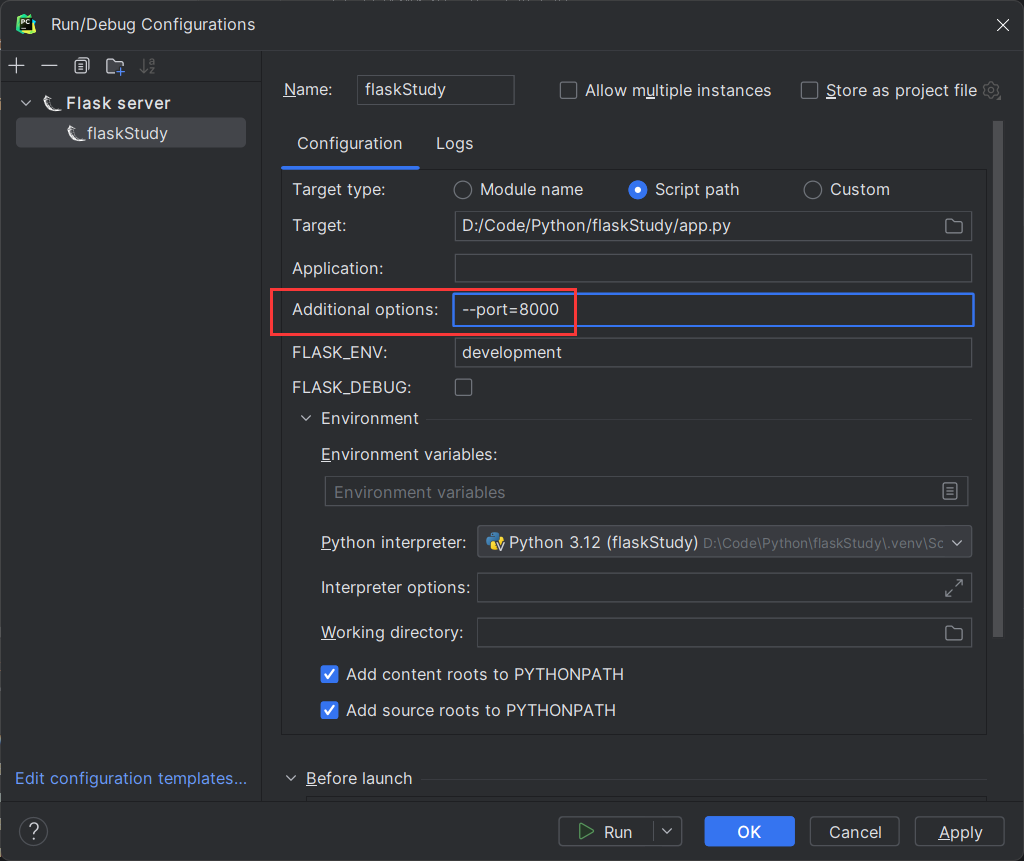 Run/Debug Configurations
Flask server
flaskStudy
Name: flaskStudy Allow multiple instances Store as project file
Configuration Logs
Target type: Module name Script path Custom
Target: D:/Code/Python/flaskStudy/app.py
Application:
Additional options: --port=8000
FLASK_ENV: development
FLASK_DEBUG:
Environment
Environment variables:
Environment variables
Python interpreter: Python 3.12 (flaskStudy) D:\Code\Python\flaskStudy\.venv\Sc
Interpreter options:
Working directory:
Add content roots to PYTHONPATH
Add source roots to PYTHONPATH
Edit configuration templates...
Before launch
? Run OK Cancel Apply